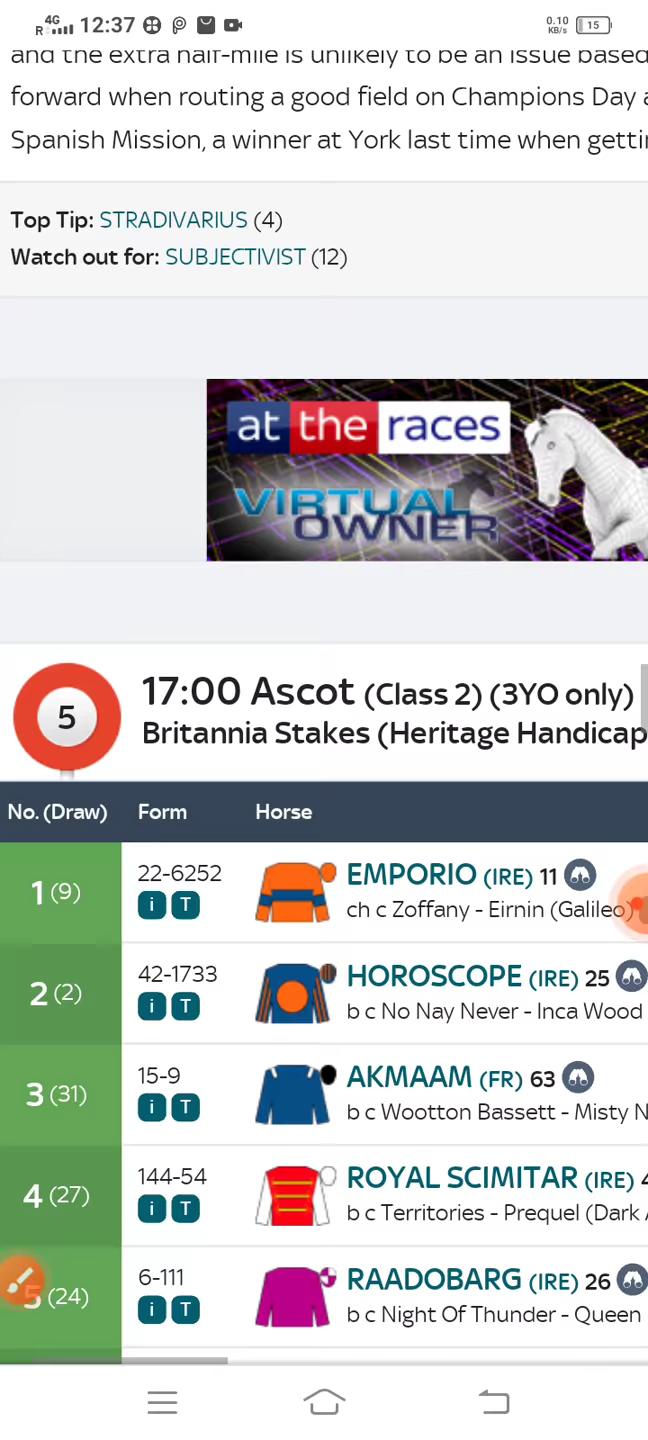 R 4G 12:37 0.10 KB/s 15
and the extra half-mile is unlikely to be an issue based
forward when routing a good field on Champions Day a
Spanish Mission, a winner at York last time when getti
Top Tip: STRADIVARIUS (4)
Watch out for: SUBJECTIVIST (12)
at the races
VIRTUAL
OWNER
5
17:00 Ascot (Class 2) (3YO only)
Britannia Stakes (Heritage Handicap
No. (Draw) Form Horse
1 (9) 22-6252 EMPORIO (IRE) 11
i T ch c Zoffany - Eirnin (Galileo)
2 (2) 42-1733 HOROSCOPE (IRE) 25
i T b c No Nay Never - Inca Wood
3 (31) 15-9 AKMAAM (FR) 63
i T b c Wootton Bassett - Misty N
4 (27) 144-54 ROYAL SCIMITAR (IRE) 4
i T b c Territories - Prequel (Dark A
5 (24) 6-111 RAADOBARG (IRE) 26
i T b c Night Of Thunder - Queen